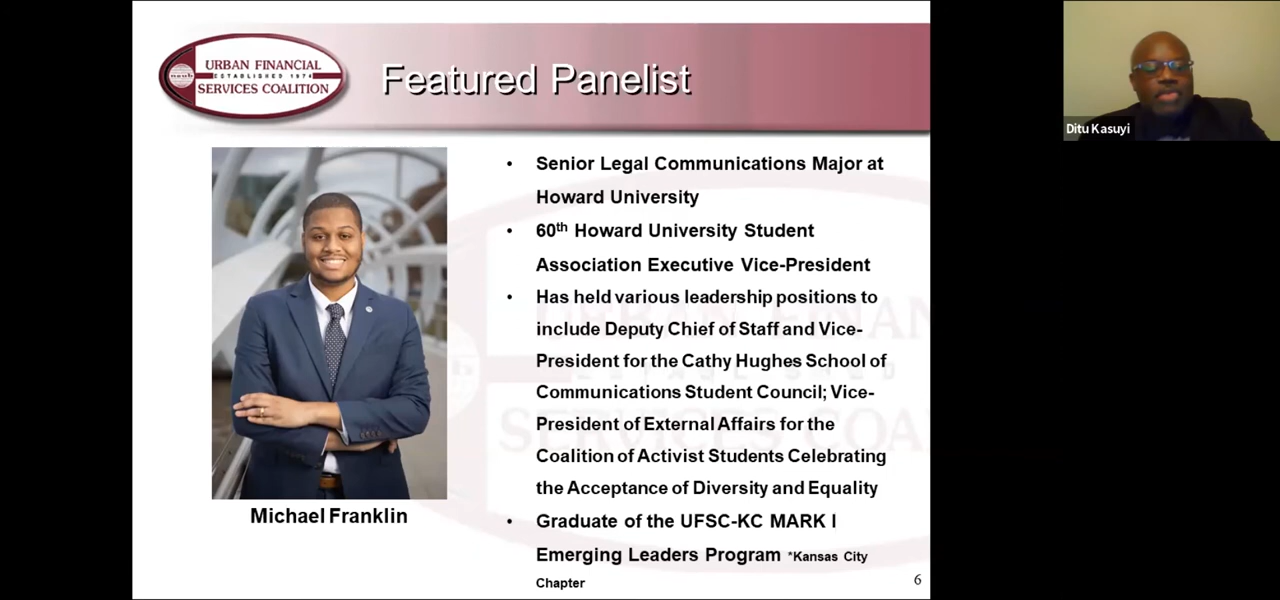 URBAN FINANCIAL
ESTABLISHED 1974
SERVICES COALITION
Featured Panelist
Ditu Kasuyi
• Senior Legal Communications Major at
Howard University
• 60th Howard University Student
Association Executive Vice-President
• Has held various leadership positions to
include Deputy Chief of Staff and Vice-
President for the Cathy Hughes School of
Communications Student Council; Vice-
President of External Affairs for the
Coalition of Activist Students Celebrating
the Acceptance of Diversity and Equality
• Graduate of the UFSC-KC MARK I
Emerging Leaders Program *Kansas City
Chapter
Michael Franklin
6